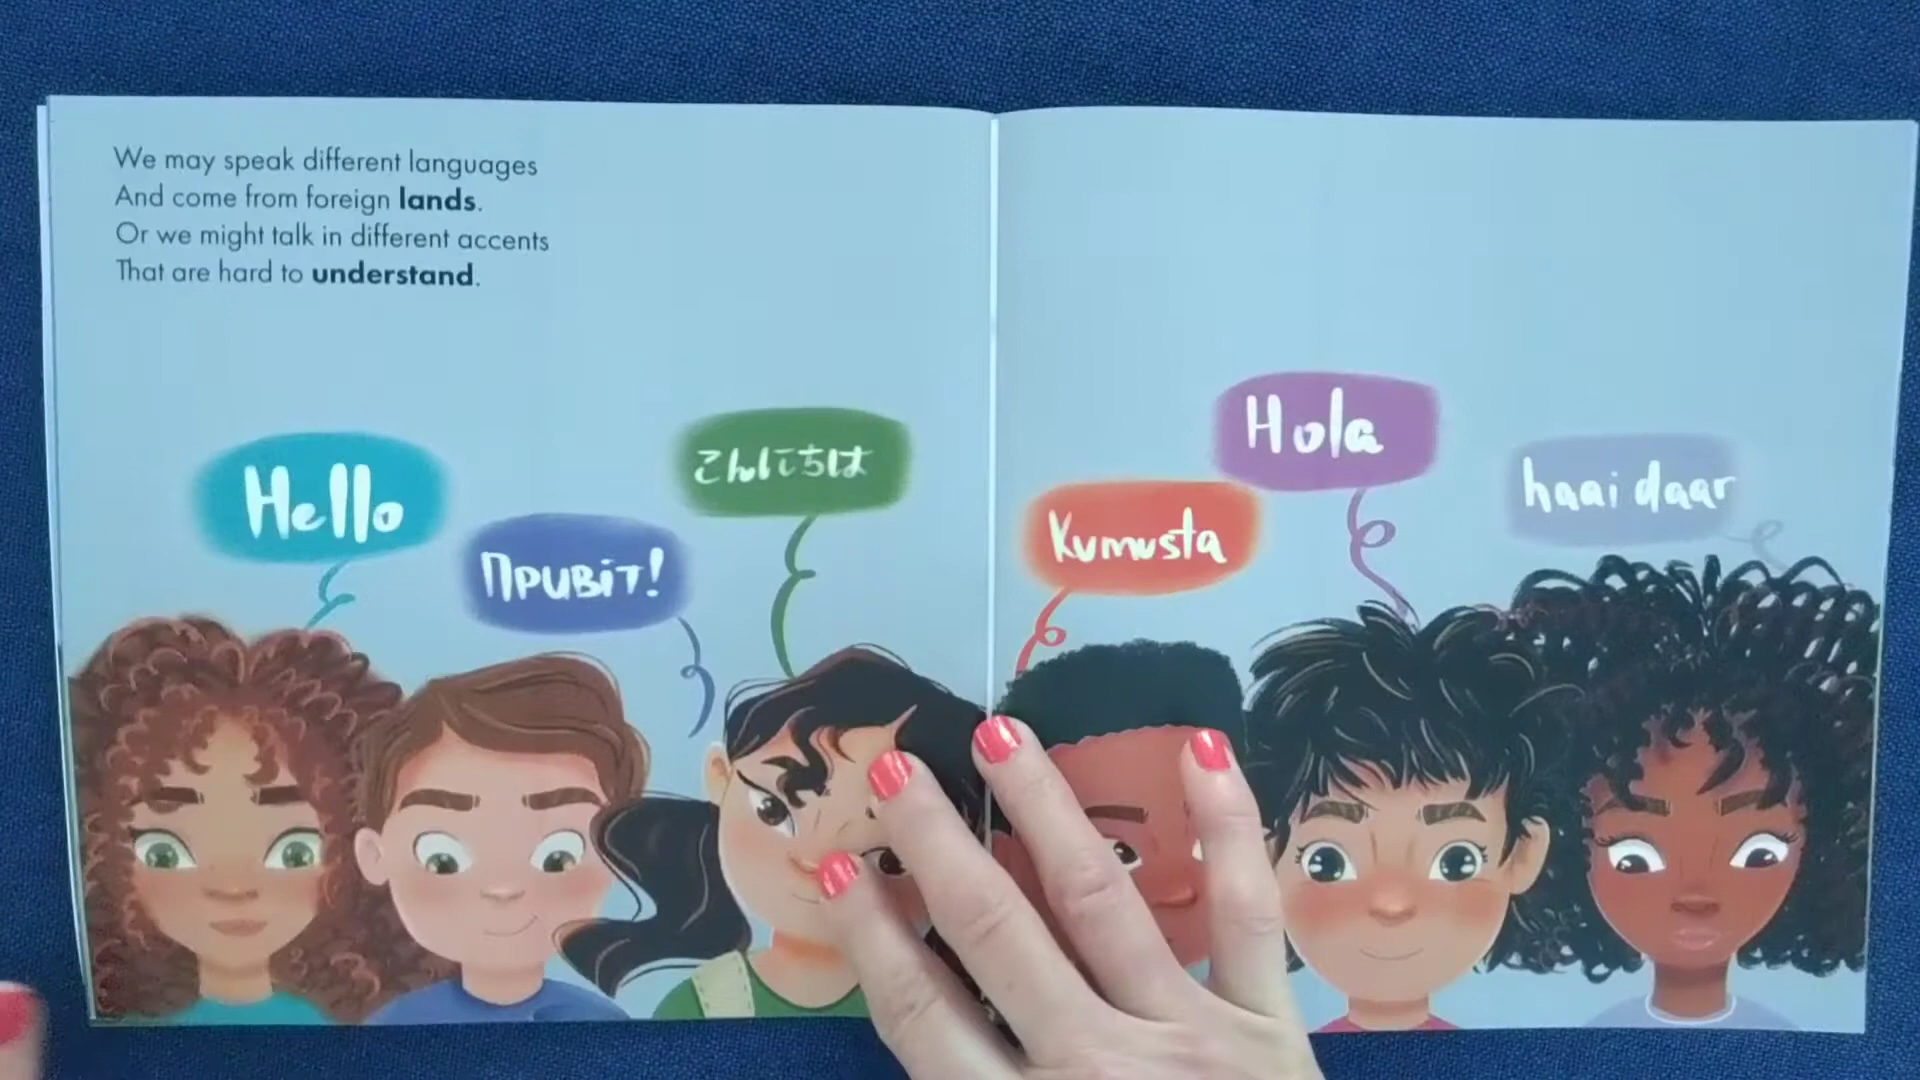 We may speak different languages
And come from foreign lands.
Or we might talk in different accents
That are hard to understand.
Hello
Привіт!
こんにちは
Kumusta
Hola
haai daar